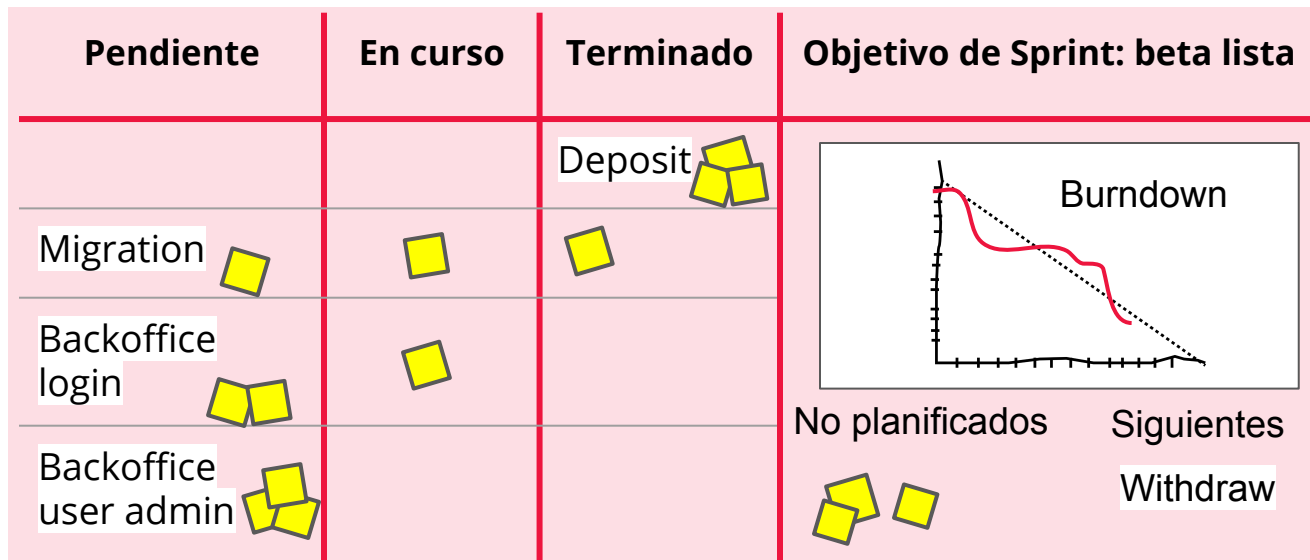 Pendiente
En curso
Terminado
Objetivo de Sprint: beta lista
Deposit
Migration
Backoffice
login
Backoffice
user admin
Burndown
No planificados
Siguientes
Withdraw